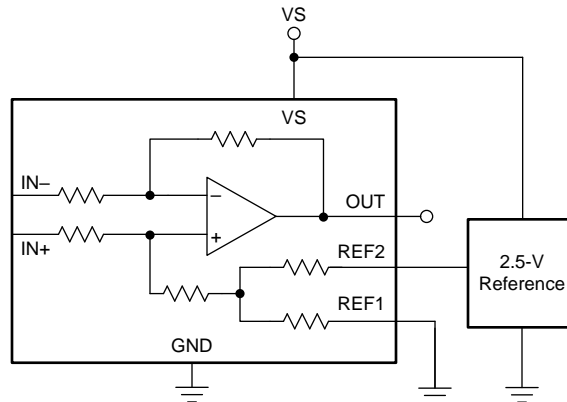 VS
VS
IN–
–
OUT
+
IN+
REF2
2.5-V
Reference
REF1
GND